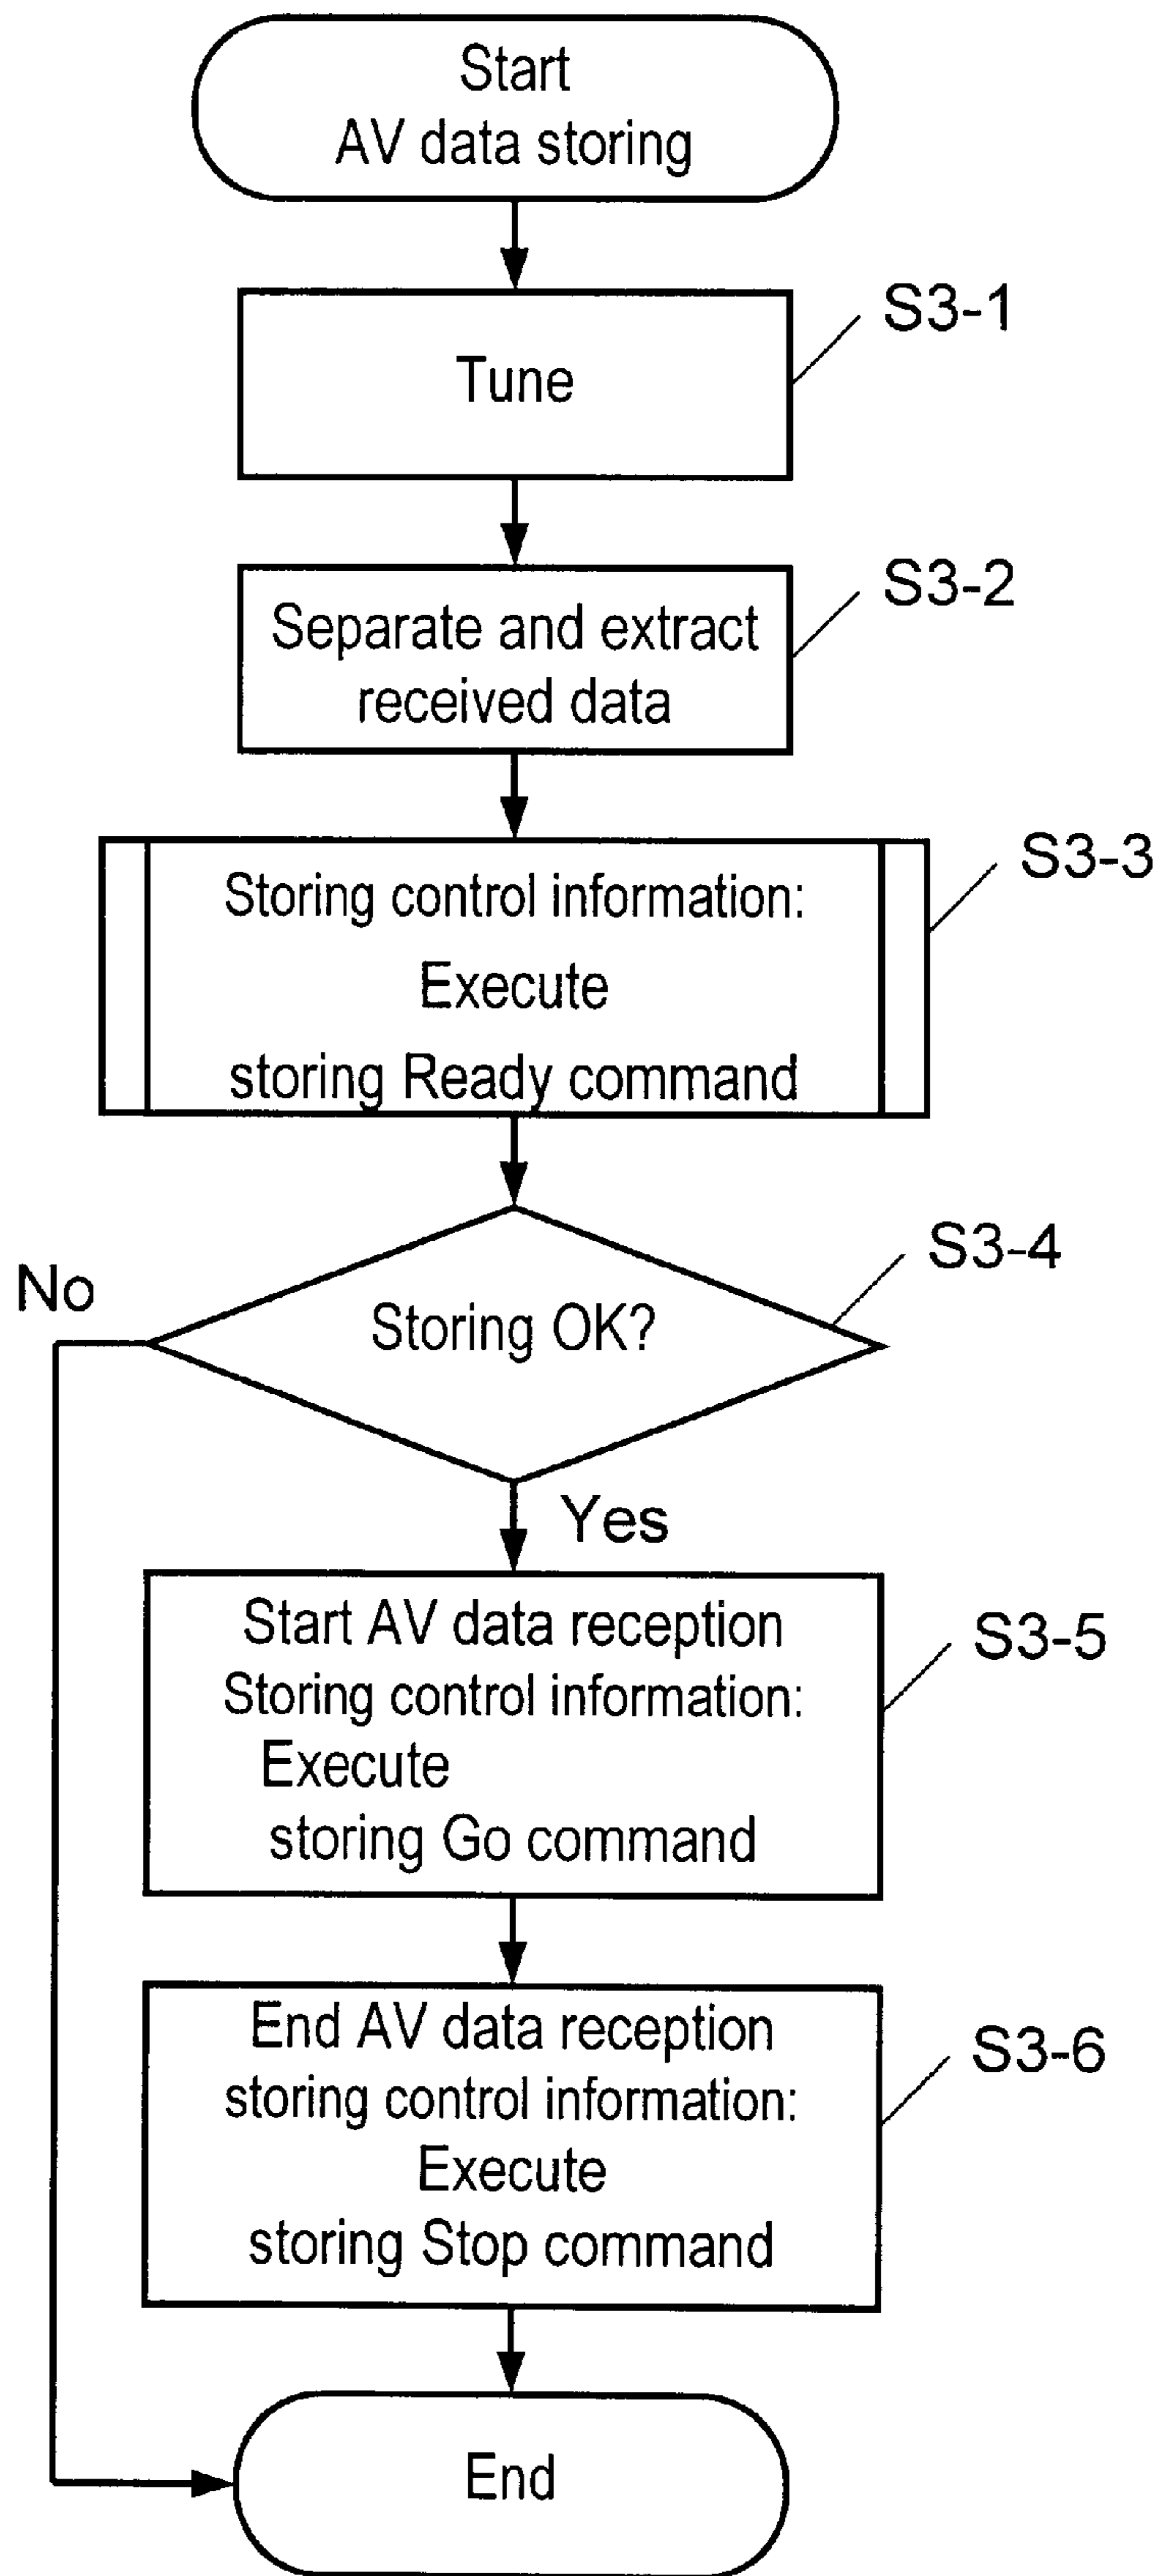 Start
AV data storing
S3-1
Tune
S3-2
Separate and extract
received data
S3-3
Storing control information:
Execute
storing Ready command
S3-4
No
Storing OK?
Yes
Start AV data reception
S3-5
Storing control information:
Execute
storing Go command
End AV data reception
S3-6
storing control information:
Execute
storing Stop command
End